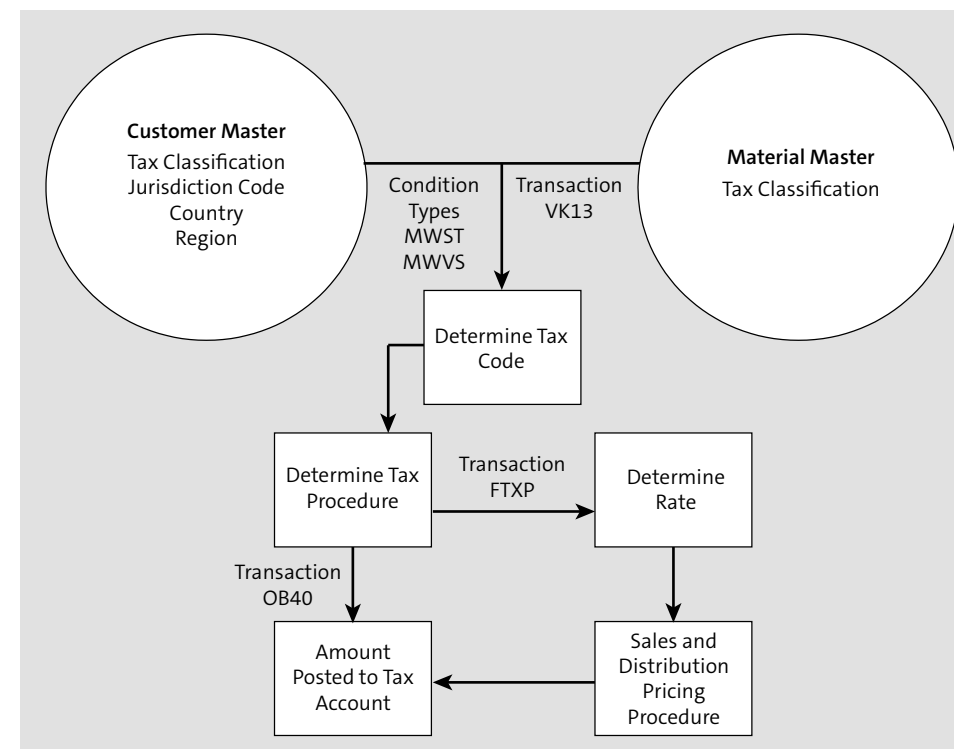 Customer Master
Tax Classification
Jurisdiction Code
Country
Region
Condition
Types
MWST
MWVS
Transaction
VK13
Material Master
Tax Classification
Determine Tax
Code
Determine Tax
Procedure
Transaction
FTXP
Determine
Rate
Transaction
OB40
Amount
Posted to Tax
Account
Sales and
Distribution
Pricing
Procedure